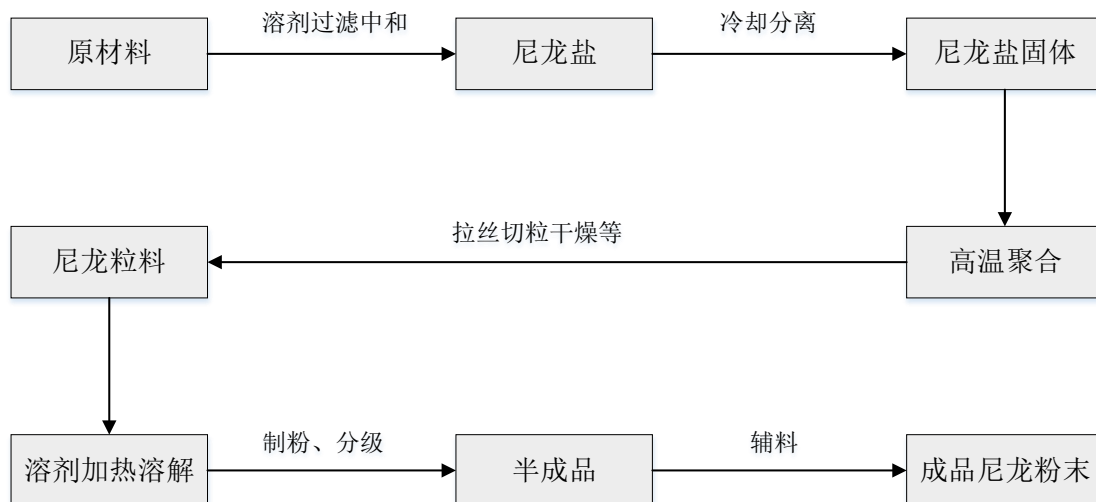 溶剂过滤中和
冷却分离
原材料
尼龙盐
尼龙盐固体
拉丝切粒干燥等
尼龙粒料
高温聚合
制粉、分级
辅料
溶剂加热溶解
半成品
成品尼龙粉末